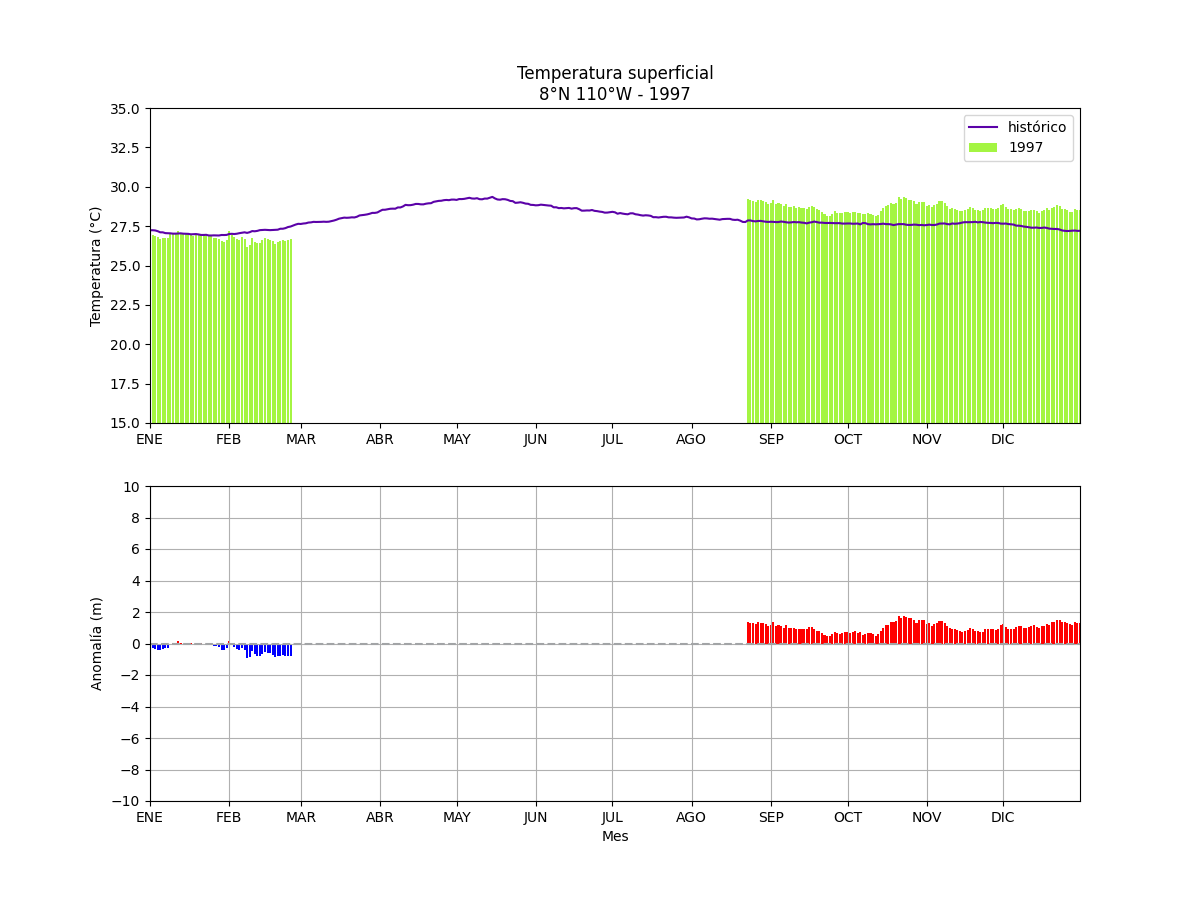 Temperatura superficial
8°N 110°W - 1997
35.0
32.5
30.0
27.5
25.0
22.5
20.0
17.5
15.0
Temperatura (°C)
histórico
1997
ENE FEB MAR ABR MAY JUN JUL AGO SEP OCT NOV DIC
10
8
6
4
2
0
−2
−4
−6
−8
−10
Anomalía (m)
ENE FEB MAR ABR MAY JUN JUL AGO SEP OCT NOV DIC
Mes